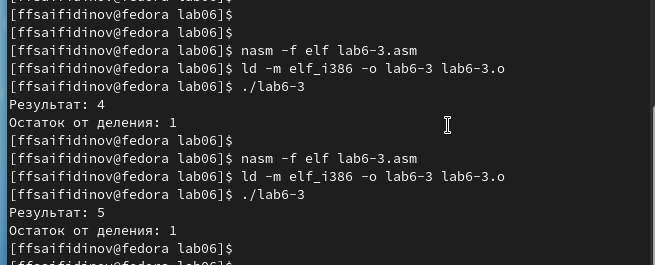 [ffsaifidinov@fedora lab06]$
[ffsaifidinov@fedora lab06]$
[ffsaifidinov@fedora lab06]$ nasm -f elf lab6-3.asm
[ffsaifidinov@fedora lab06]$ ld -m elf_i386 -o lab6-3 lab6-3.o
[ffsaifidinov@fedora lab06]$ ./lab6-3
Результат: 4
Остаток от деления: 1
[ffsaifidinov@fedora lab06]$
[ffsaifidinov@fedora lab06]$ nasm -f elf lab6-3.asm
[ffsaifidinov@fedora lab06]$ ld -m elf_i386 -o lab6-3 lab6-3.o
[ffsaifidinov@fedora lab06]$ ./lab6-3
Результат: 5
Остаток от деления: 1
[ffsaifidinov@fedora lab06]$